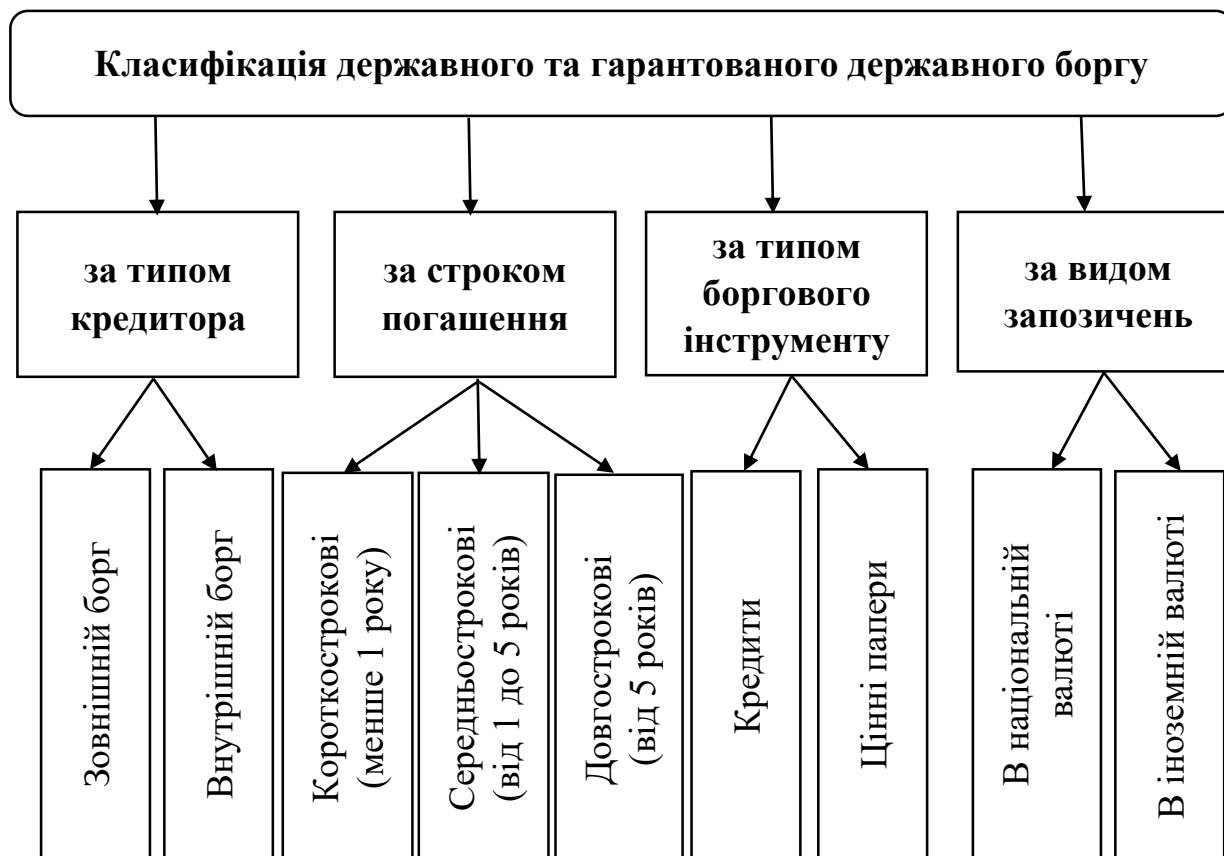 Класифікація державного та гарантованого державного боргу
за типом
кредитора
за строком
погашення
за типом
боргового
інструменту
за видом
запозичень
Зовнішній борг
Внутрішній борг
Короткострокові
(менше 1 року)
Середньострокові
(від 1 до 5 років)
Довгострокові
(від 5 років)
Кредити
Цінні папери
В національній
валюті
В іноземній валюті